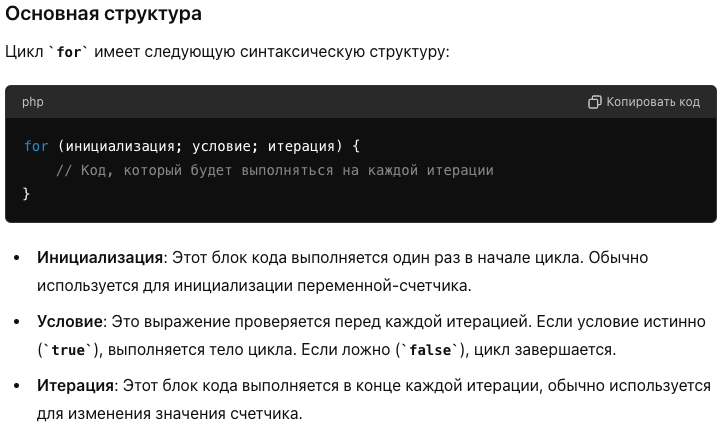 Основная структура
Цикл `for` имеет следующую синтаксическую структуру:
php
Копировать код
for (инициализация; условие; итерация) {
// Код, который будет выполняться на каждой итерации
}
• Инициализация: Этот блок кода выполняется один раз в начале цикла. Обычно
используется для инициализации переменной-счетчика.
• Условие: Это выражение проверяется перед каждой итерацией. Если условие истинно
(`true`), выполняется тело цикла. Если ложно (`false`), цикл завершается.
• Итерация: Этот блок кода выполняется в конце каждой итерации, обычно используется
для изменения значения счетчика.